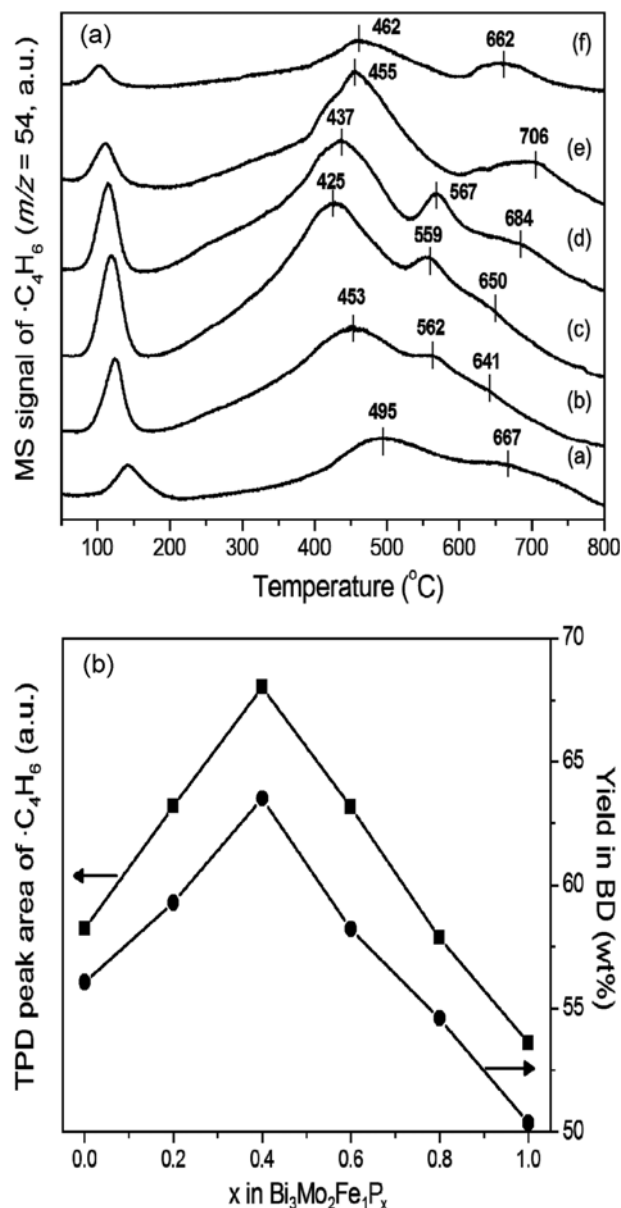 (a)
462
662
(f)
455
706
(e)
437
567
684
(d)
425
559
650
(c)
453
562
641
(b)
495
667
(a)
MS signal of ·C₄H₆ (m/z = 54, a.u.)
100 200 300 400 500 600 700 800
Temperature (°C)
(b)
70
65
60
55
50
TPD peak area of ·C₄H₆ (a.u.)
Yield in BD (wt%)
0.0 0.2 0.4 0.6 0.8 1.0
x in Bi₃Mo₂Fe₁Pₓ